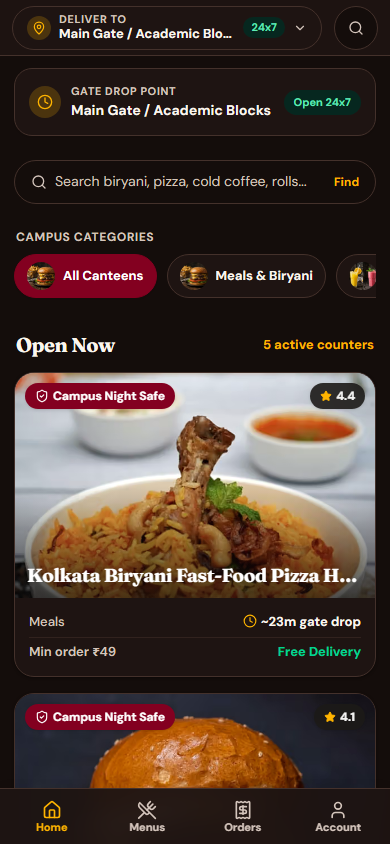 DELIVER TO
Main Gate / Academic Blo...
24x7
GATE DROP POINT
Main Gate / Academic Blocks
Open 24x7
Search biryani, pizza, cold coffee, rolls...
Find
CAMPUS CATEGORIES
All Canteens
Meals & Biryani
Open Now
5 active counters
Campus Night Safe
4.4
Kolkata Biryani Fast-Food Pizza H...
Meals
~23m gate drop
Min order ₹49
Free Delivery
Campus Night Safe
4.1
Home
Menus
Orders
Account